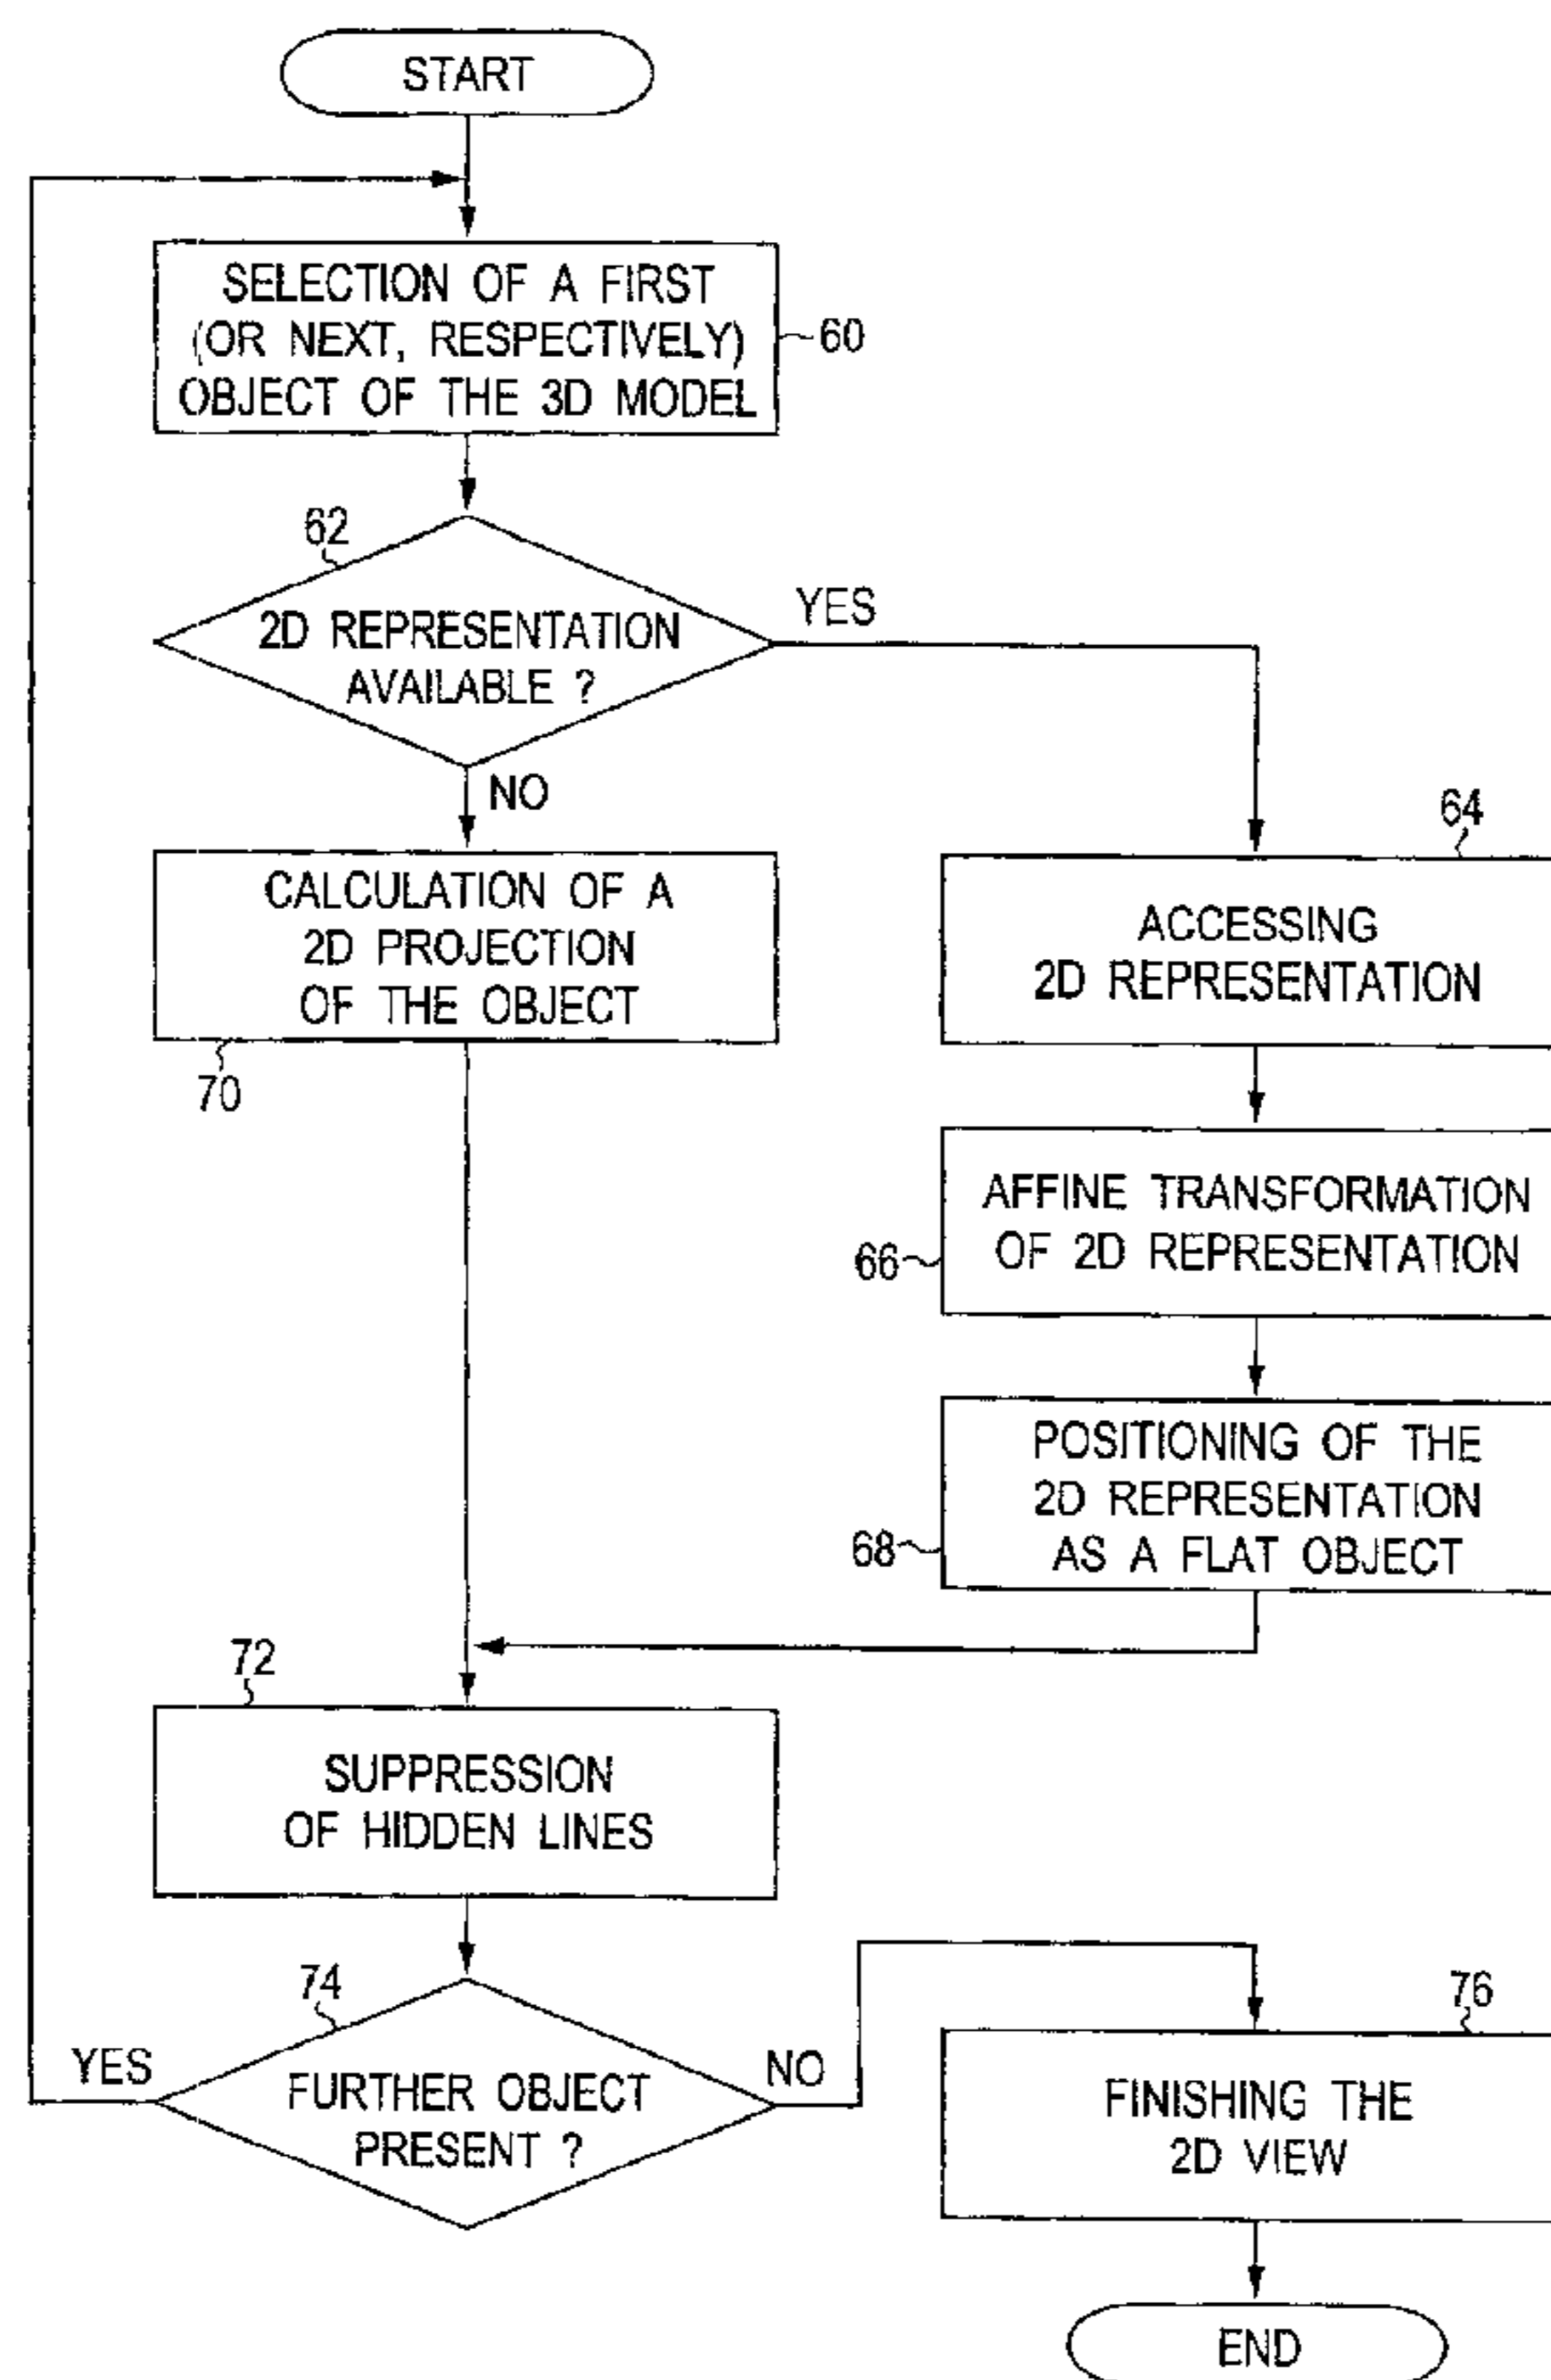 START
SELECTION OF A FIRST
(OR NEXT, RESPECTIVELY)
OBJECT OF THE 3D MODEL
60
62
2D REPRESENTATION
AVAILABLE ?
YES
NO
CALCULATION OF A
2D PROJECTION
OF THE OBJECT
70
64
ACCESSING
2D REPRESENTATION
AFFINE TRANSFORMATION
OF 2D REPRESENTATION
66
POSITIONING OF THE
2D REPRESENTATION
AS A FLAT OBJECT
68
72
SUPPRESSION
OF HIDDEN LINES
74
FURTHER OBJECT
PRESENT ?
YES
NO
76
FINISHING THE
2D VIEW
END